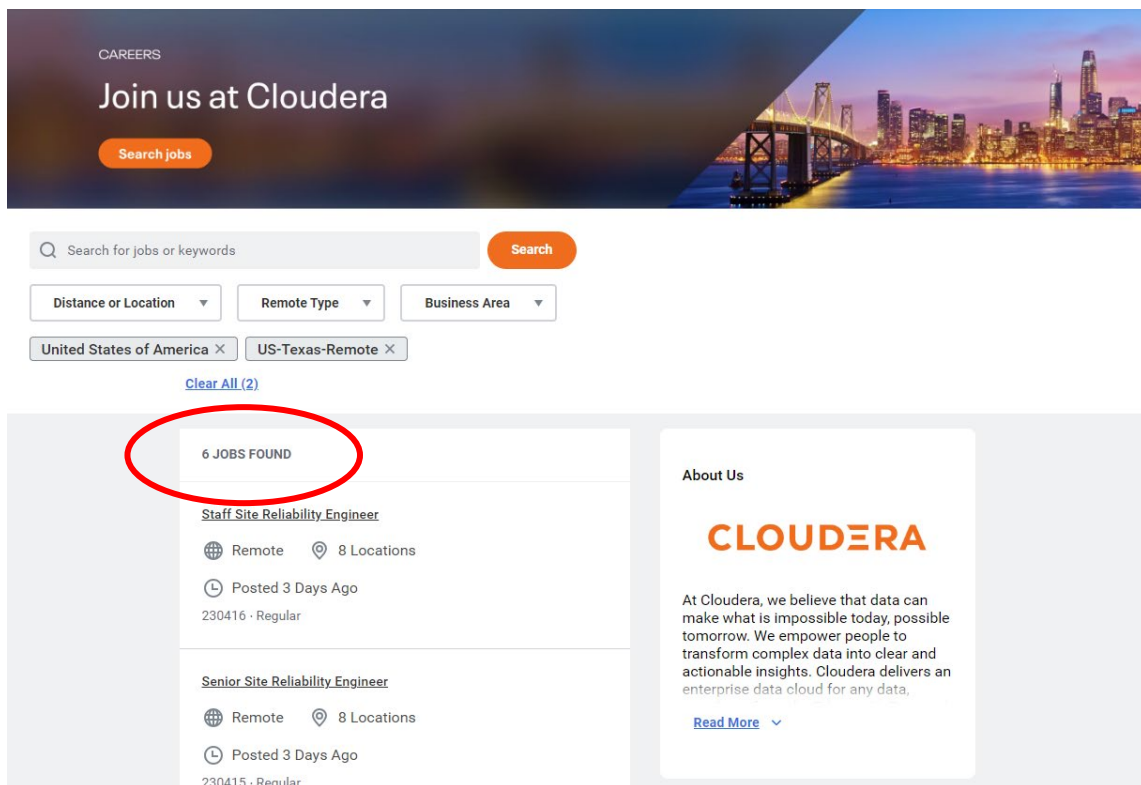 CAREERS
Join us at Cloudera
Search jobs
Search for jobs or keywords
Search
Distance or Location
Remote Type
Business Area
United States of America
US-Texas-Remote
Clear All (2)
6 JOBS FOUND
Staff Site Reliability Engineer
Remote
8 Locations
Posted 3 Days Ago
230416 · Regular
Senior Site Reliability Engineer
Remote
8 Locations
Posted 3 Days Ago
230415 · Regular
About Us
CLOUDERA
At Cloudera, we believe that data can
make what is impossible today, possible
tomorrow. We empower people to
transform complex data into clear and
actionable insights. Cloudera delivers an
enterprise data cloud for any data,
Read More